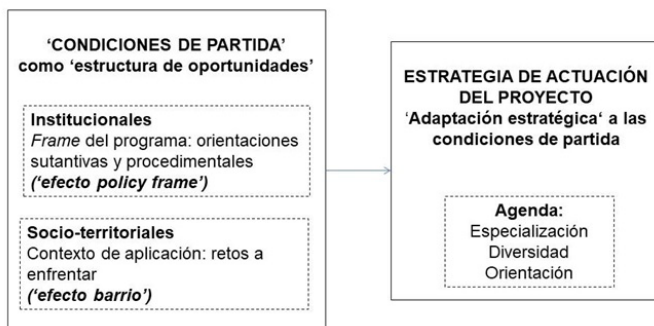 ‘CONDICIONES DE PARTIDA’
como ‘estructura de oportunidades’
Institucionales
Frame del programa: orientaciones
sutantivas y procedimentales
(‘efecto policy frame’)
Socio-territoriales
Contexto de aplicación: retos a
enfrentar
(‘efecto barrio’)
ESTRATEGIA DE ACTUACIÓN
DEL PROYECTO
‘Adaptación estratégica‘ a las
condiciones de partida
Agenda:
Especialización
Diversidad
Orientación